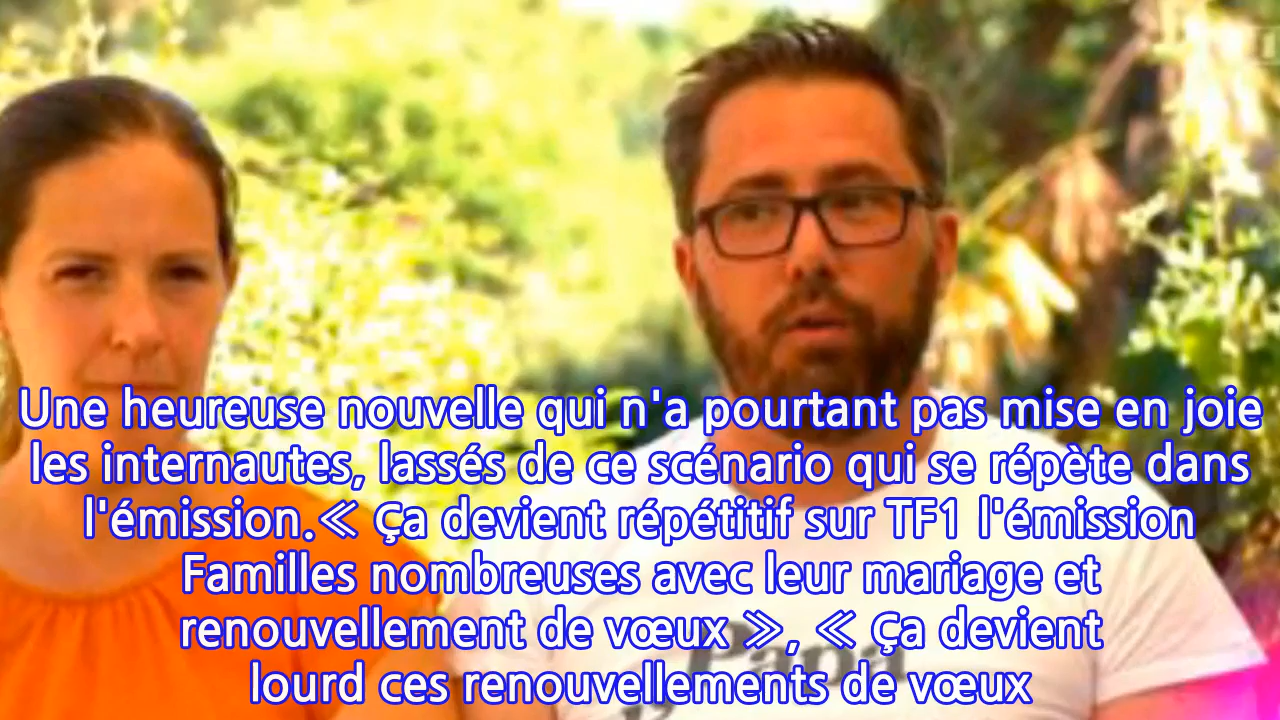 Une heureuse nouvelle qui n'a pourtant pas mise en joie
les internautes, lassés de ce scénario qui se répète dans
l'émission.« Ça devient répétitif sur TF1 l'émission
Familles nombreuses avec leur mariage et
renouvellement de vœux », « Ça devient
lourd ces renouvellements de vœux
Papa